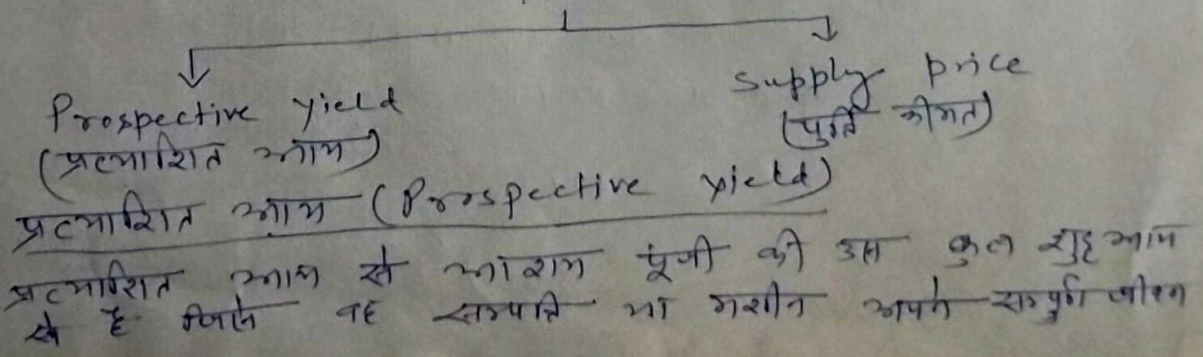 Prospective yield
(प्रत्याशित आय)
supply price
(पुर्ति कीमत)
प्रत्याशित आय (Prospective yield)
प्रत्याशित आय से आशय पूंजी की उस कुल शुद्ध आय
से है जिसे वह सम्पत्ति या मशीन अपने सम्पुर्ण जीवन